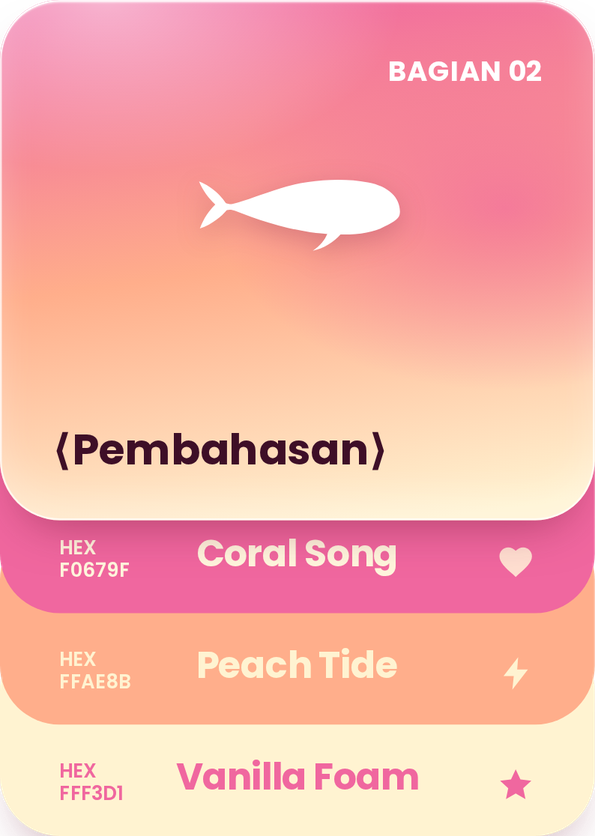 BAGIAN 02
⟨Pembahasan⟩
HEX
F0679F
Coral Song
HEX
FFAE8B
Peach Tide
HEX
FFF3D1
Vanilla Foam